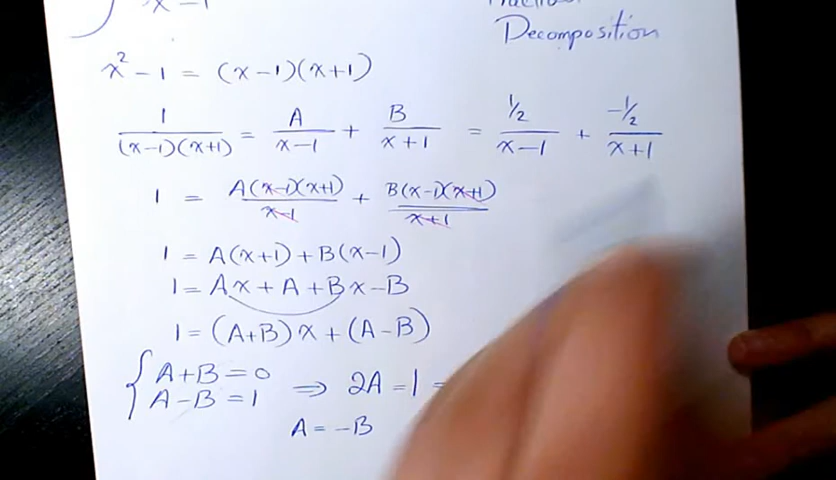 x - 1
Decomposition
x² - 1 = (x-1)(x+1)
1/((x-1)(x+1)) = A/(x-1) + B/(x+1) = (1/2)/(x-1) + (-1/2)/(x+1)
1 = A(x-1)(x+1)/(x-1) + B(x-1)(x+1)/(x+1)
1 = A(x+1) + B(x-1)
1 = Ax + A + Bx - B
1 = (A+B)x + (A-B)
A+B = 0
A-B = 1 ⇒ 2A = 1 =
A = -B